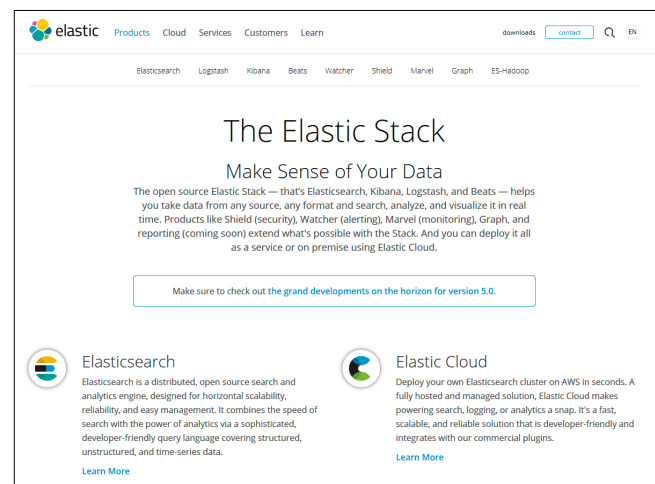 elastic Products Cloud Services Customers Learn downloads contact EN
Elasticsearch Logstash Kibana Beats Watcher Shield Marvel Graph ES-Hadoop
The Elastic Stack
Make Sense of Your Data
The open source Elastic Stack — that's Elasticsearch, Kibana, Logstash, and Beats — helps
you take data from any source, any format and search, analyze, and visualize it in real
time. Products like Shield (security), Watcher (alerting), Marvel (monitoring), Graph, and
reporting (coming soon) extend what's possible with the Stack. And you can deploy it all
as a service or on premise using Elastic Cloud.
Make sure to check out the grand developments on the horizon for version 5.0.
Elasticsearch
Elasticsearch is a distributed, open source search and
analytics engine, designed for horizontal scalability,
reliability, and easy management. It combines the speed of
search with the power of analytics via a sophisticated,
developer-friendly query language covering structured,
unstructured, and time-series data.
Learn More
Elastic Cloud
Deploy your own Elasticsearch cluster on AWS in seconds. A
fully hosted and managed solution, Elastic Cloud makes
powering search, logging, or analytics a snap. It's a fast,
scalable, and reliable solution that is developer-friendly and
integrates with our commercial plugins.
Learn More